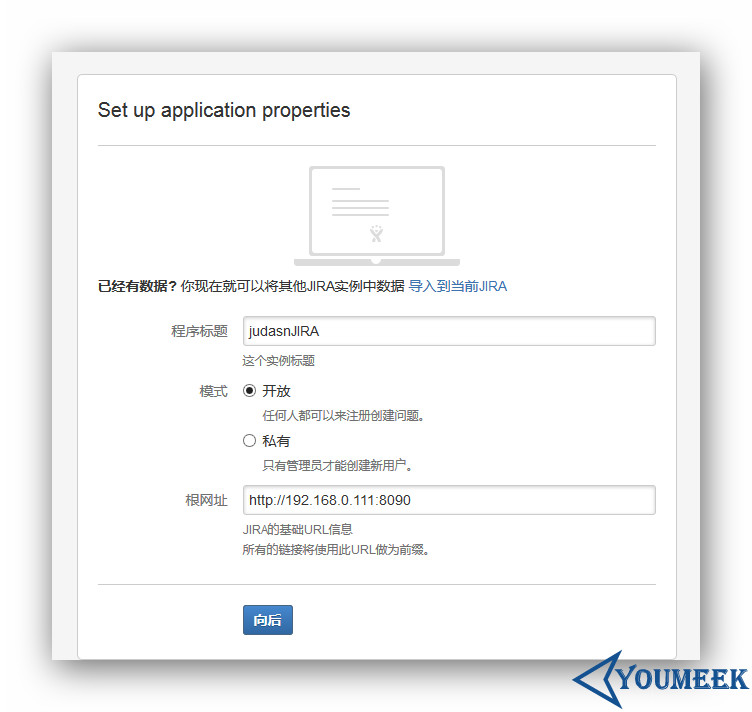 Set up application properties
已经有数据? 你现在就可以将其他JIRA实例中数据 导入到当前JIRA
程序标题 judasnJIRA
这个实例标题
模式 开放
任何人都可以来注册创建问题。
私有
只有管理员才能创建新用户。
根网址 http://192.168.0.111:8090
JIRA的基础URL信息
所有的链接将使用此URL做为前缀。
向后
YOUMEEK